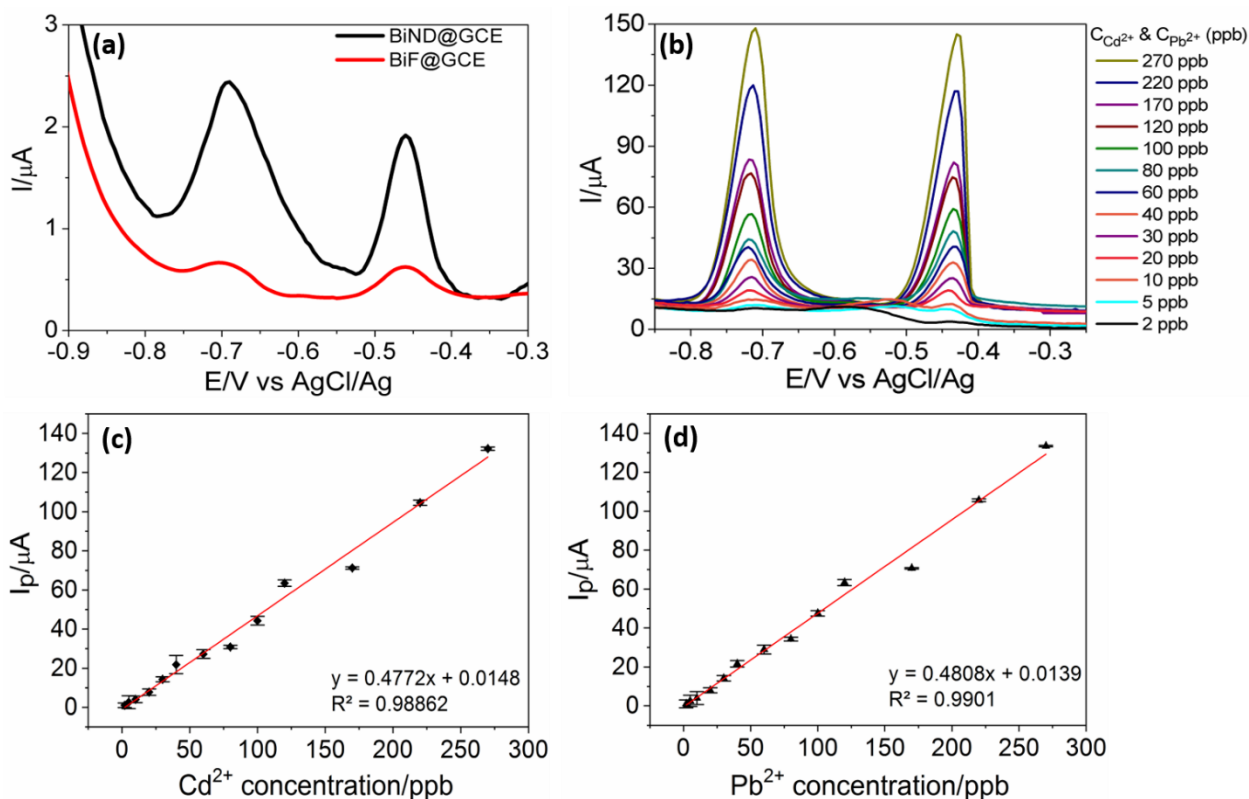 (a)
BiND@GCE
BiF@GCE
3
2
1
0
I/μA
-0.9 -0.8 -0.7 -0.6 -0.5 -0.4 -0.3
E/V vs AgCl/Ag
(b)
150
120
90
60
30
0
I/μA
-0.8 -0.7 -0.6 -0.5 -0.4 -0.3
E/V vs AgCl/Ag
C_Cd²⁺ & C_Pb²⁺ (ppb)
270 ppb
220 ppb
170 ppb
120 ppb
100 ppb
80 ppb
60 ppb
40 ppb
30 ppb
20 ppb
10 ppb
5 ppb
2 ppb
(c)
140
120
100
80
60
40
20
0
Ip/μA
y = 0.4772x + 0.0148
R² = 0.98862
0 50 100 150 200 250 300
Cd²⁺ concentration/ppb
(d)
140
120
100
80
60
40
20
0
Ip/μA
y = 0.4808x + 0.0139
R² = 0.9901
0 50 100 150 200 250 300
Pb²⁺ concentration/ppb